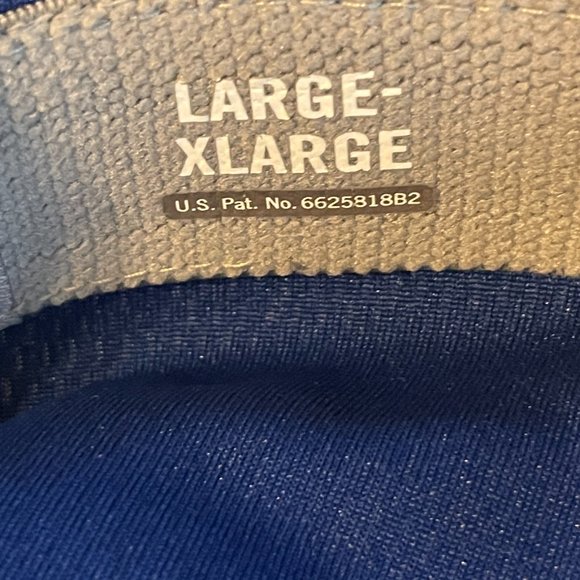 LARGE-
XLARGE
U.S. Pat. No. 6625818B2